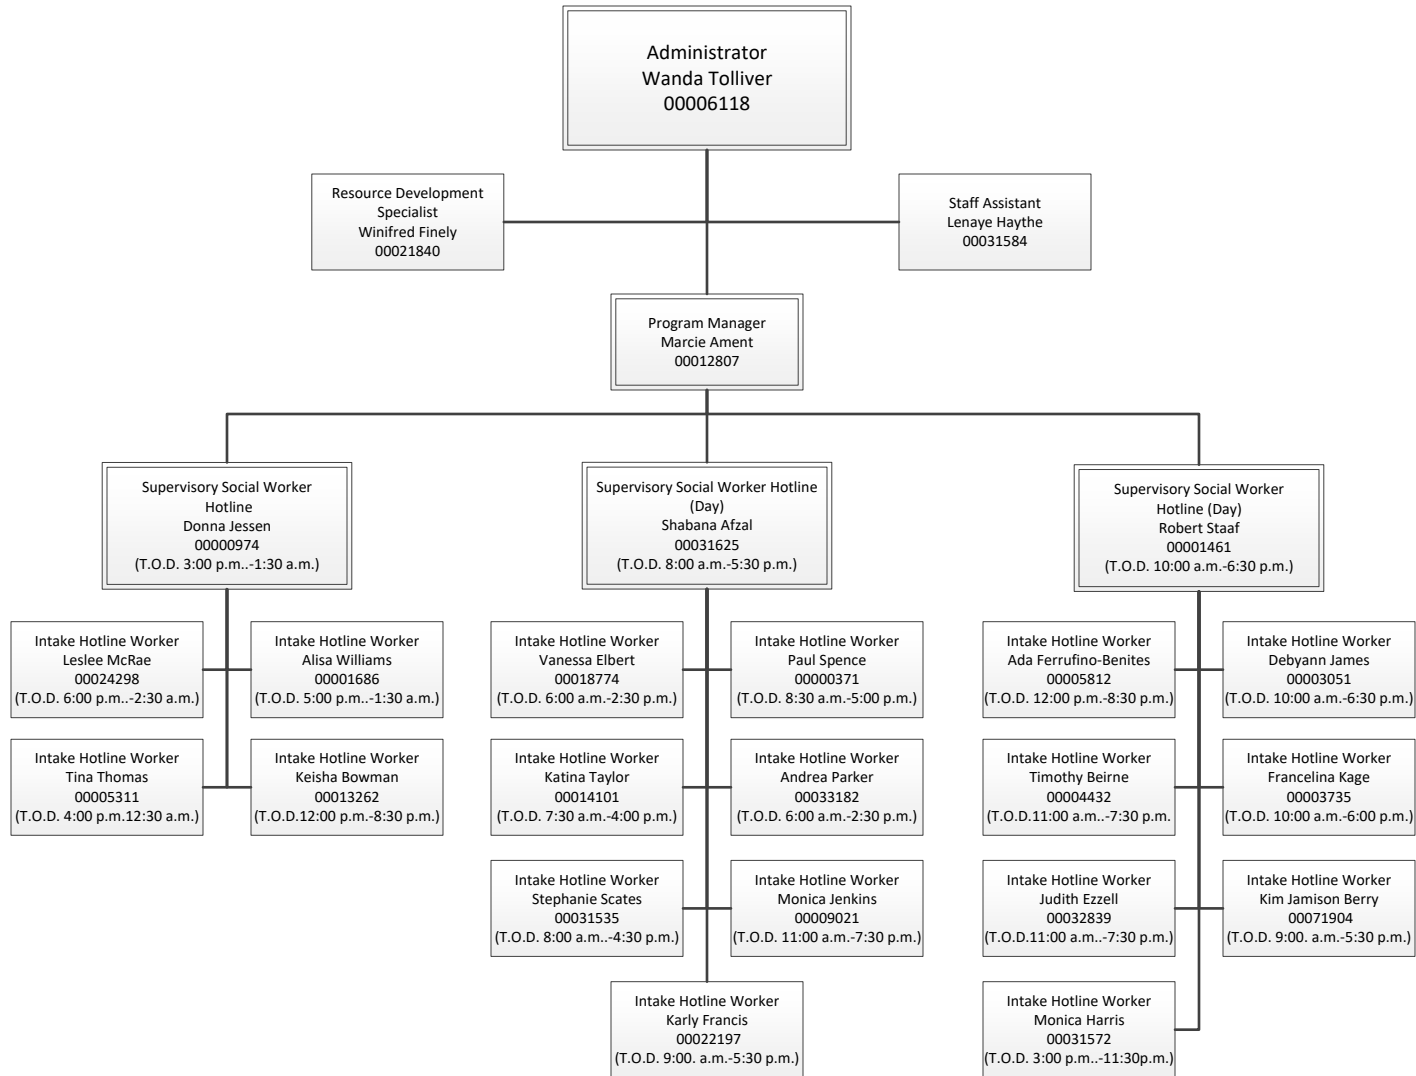 Administrator
Wanda Tolliver
00006118
Resource Development
Specialist
Winifred Finely
00021840
Staff Assistant
Lenaye Haythe
00031584
Program Manager
Marcie Ament
00012807
Supervisory Social Worker
Hotline
Donna Jessen
00000974
(T.O.D. 3:00 p.m..-1:30 a.m.)
Supervisory Social Worker Hotline
(Day)
Shabana Afzal
00031625
(T.O.D. 8:00 a.m.-5:30 p.m.)
Supervisory Social Worker
Hotline (Day)
Robert Staaf
00001461
(T.O.D. 10:00 a.m.-6:30 p.m.)
Intake Hotline Worker
Leslee McRae
00024298
(T.O.D. 6:00 p.m..-2:30 a.m.)
Intake Hotline Worker
Alisa Williams
00001686
(T.O.D. 5:00 p.m..-1:30 a.m.)
Intake Hotline Worker
Vanessa Elbert
00018774
(T.O.D. 6:00 a.m.-2:30 p.m.)
Intake Hotline Worker
Paul Spence
00000371
(T.O.D. 8:30 a.m.-5:00 p.m.)
Intake Hotline Worker
Ada Ferrufino-Benites
00005812
(T.O.D. 12:00 p.m.-8:30 p.m.)
Intake Hotline Worker
Debyann James
00003051
(T.O.D. 10:00 a.m.-6:30 p.m.)
Intake Hotline Worker
Tina Thomas
00005311
(T.O.D. 4:00 p.m.12:30 a.m.)
Intake Hotline Worker
Keisha Bowman
00013262
(T.O.D.12:00 p.m.-8:30 p.m.)
Intake Hotline Worker
Katina Taylor
00014101
(T.O.D. 7:30 a.m.-4:00 p.m.)
Intake Hotline Worker
Andrea Parker
00033182
(T.O.D. 6:00 a.m.-2:30 p.m.)
Intake Hotline Worker
Timothy Beirne
00004432
(T.O.D.11:00 a.m..-7:30 p.m.
Intake Hotline Worker
Francelina Kage
00003735
(T.O.D. 10:00 a.m.-6:00 p.m.)
Intake Hotline Worker
Stephanie Scates
00031535
(T.O.D. 8:00 a.m..-4:30 p.m.)
Intake Hotline Worker
Monica Jenkins
00009021
(T.O.D. 11:00 a.m.-7:30 p.m.)
Intake Hotline Worker
Judith Ezzell
00032839
(T.O.D.11:00 a.m..-7:30 p.m.)
Intake Hotline Worker
Kim Jamison Berry
00071904
(T.O.D. 9:00. a.m.-5:30 p.m.)
Intake Hotline Worker
Karly Francis
00022197
(T.O.D. 9:00. a.m.-5:30 p.m.)
Intake Hotline Worker
Monica Harris
00031572
(T.O.D. 3:00 p.m..-11:30p.m.)